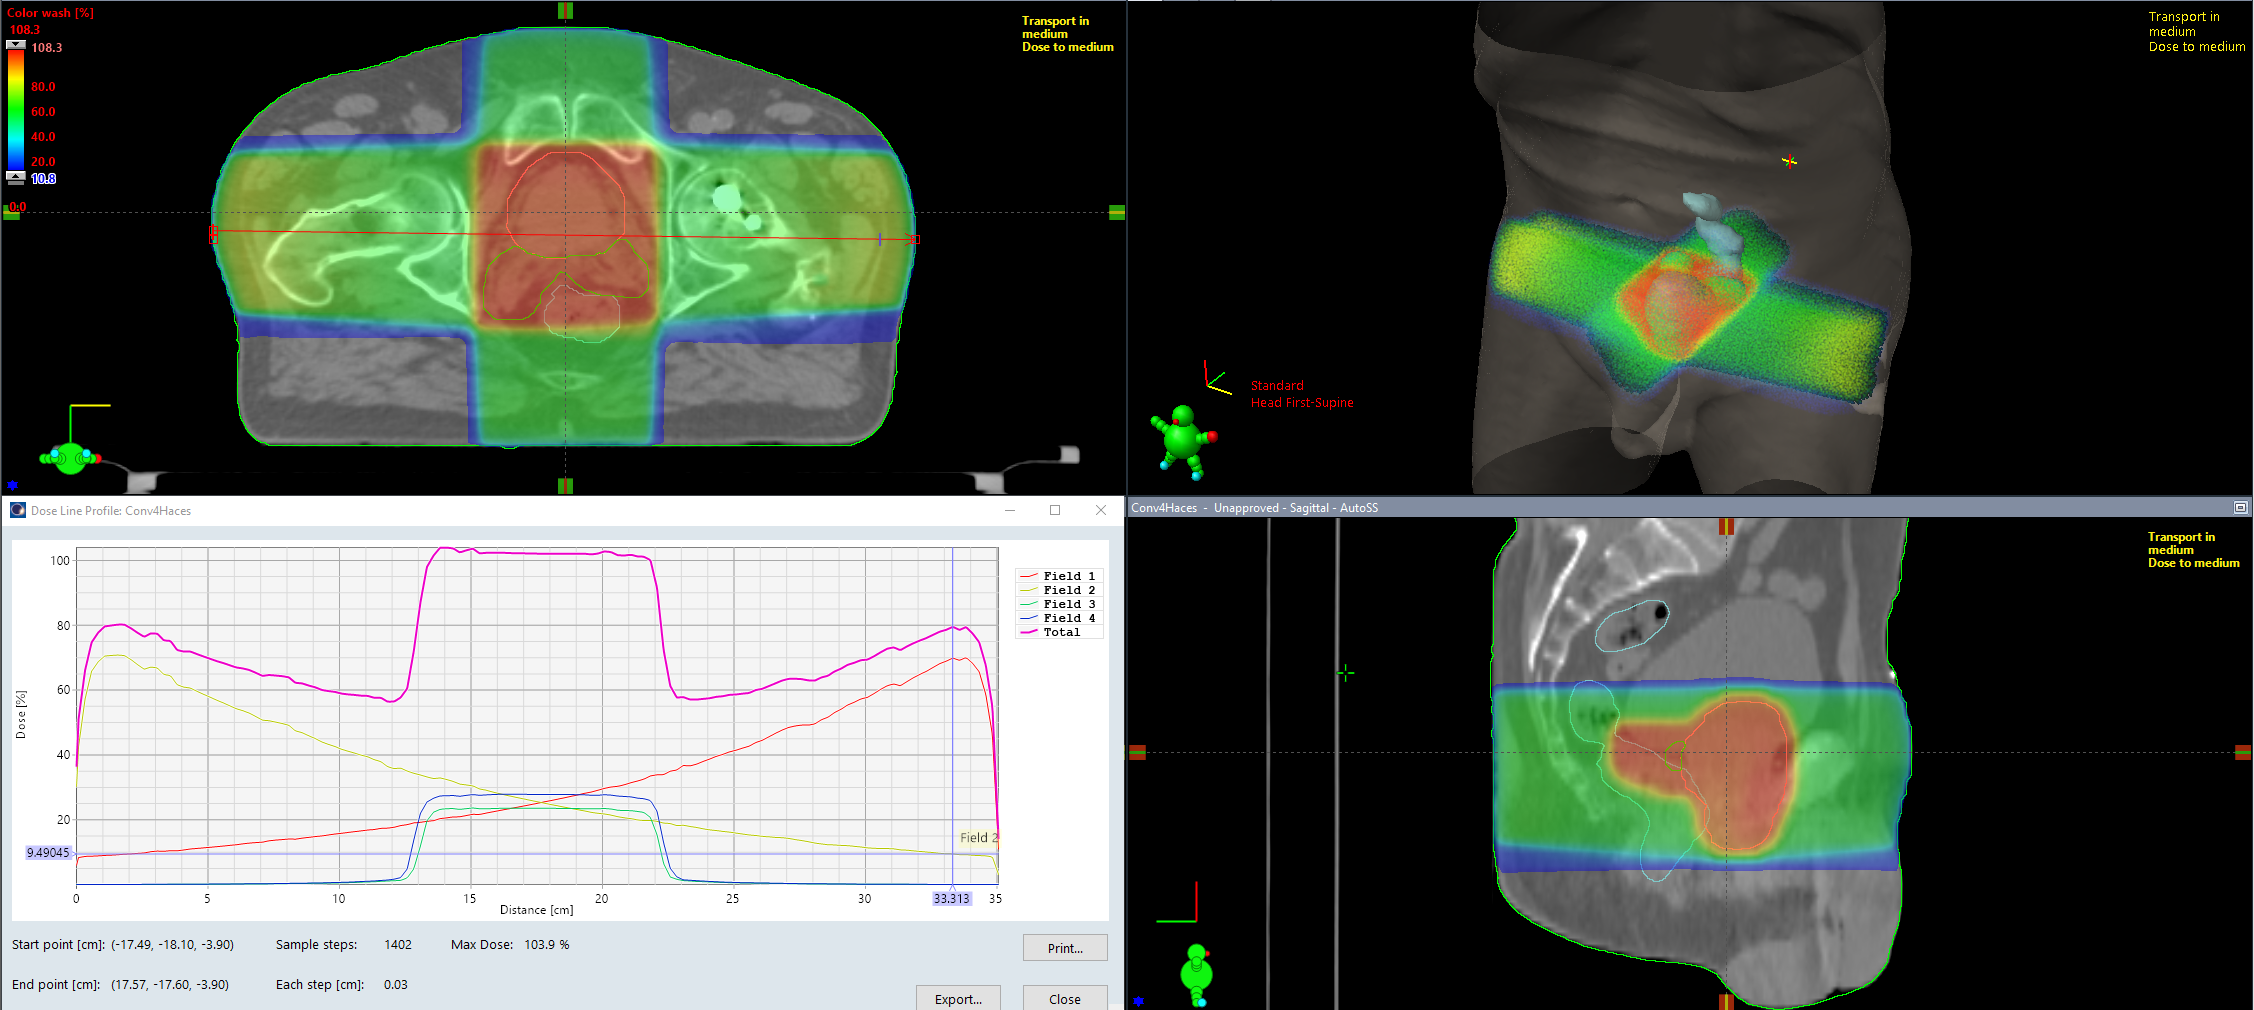 Color wash [%]
108.3
108.3
80.0
60.0
40.0
20.0
10.8
0.0
Transport in
medium
Dose to medium
Transport in
medium
Dose to medium
Standard
Head First-Supine
Dose Line Profile: Conv4Haces
100
80
60
40
20
9.49045
Dose [%]
0
5
10
15
20
25
30
33.313
35
Distance [cm]
Field 2
Field 1
Field 2
Field 3
Field 4
Total
Start point [cm]: (-17.49, -18.10, -3.90)
Sample steps: 1402
Max Dose: 103.9 %
Print...
End point [cm]: (17.57, -17.60, -3.90)
Each step [cm]: 0.03
Export...
Close
Conv4Haces - Unapproved - Sagittal - AutoSS
Transport in
medium
Dose to medium